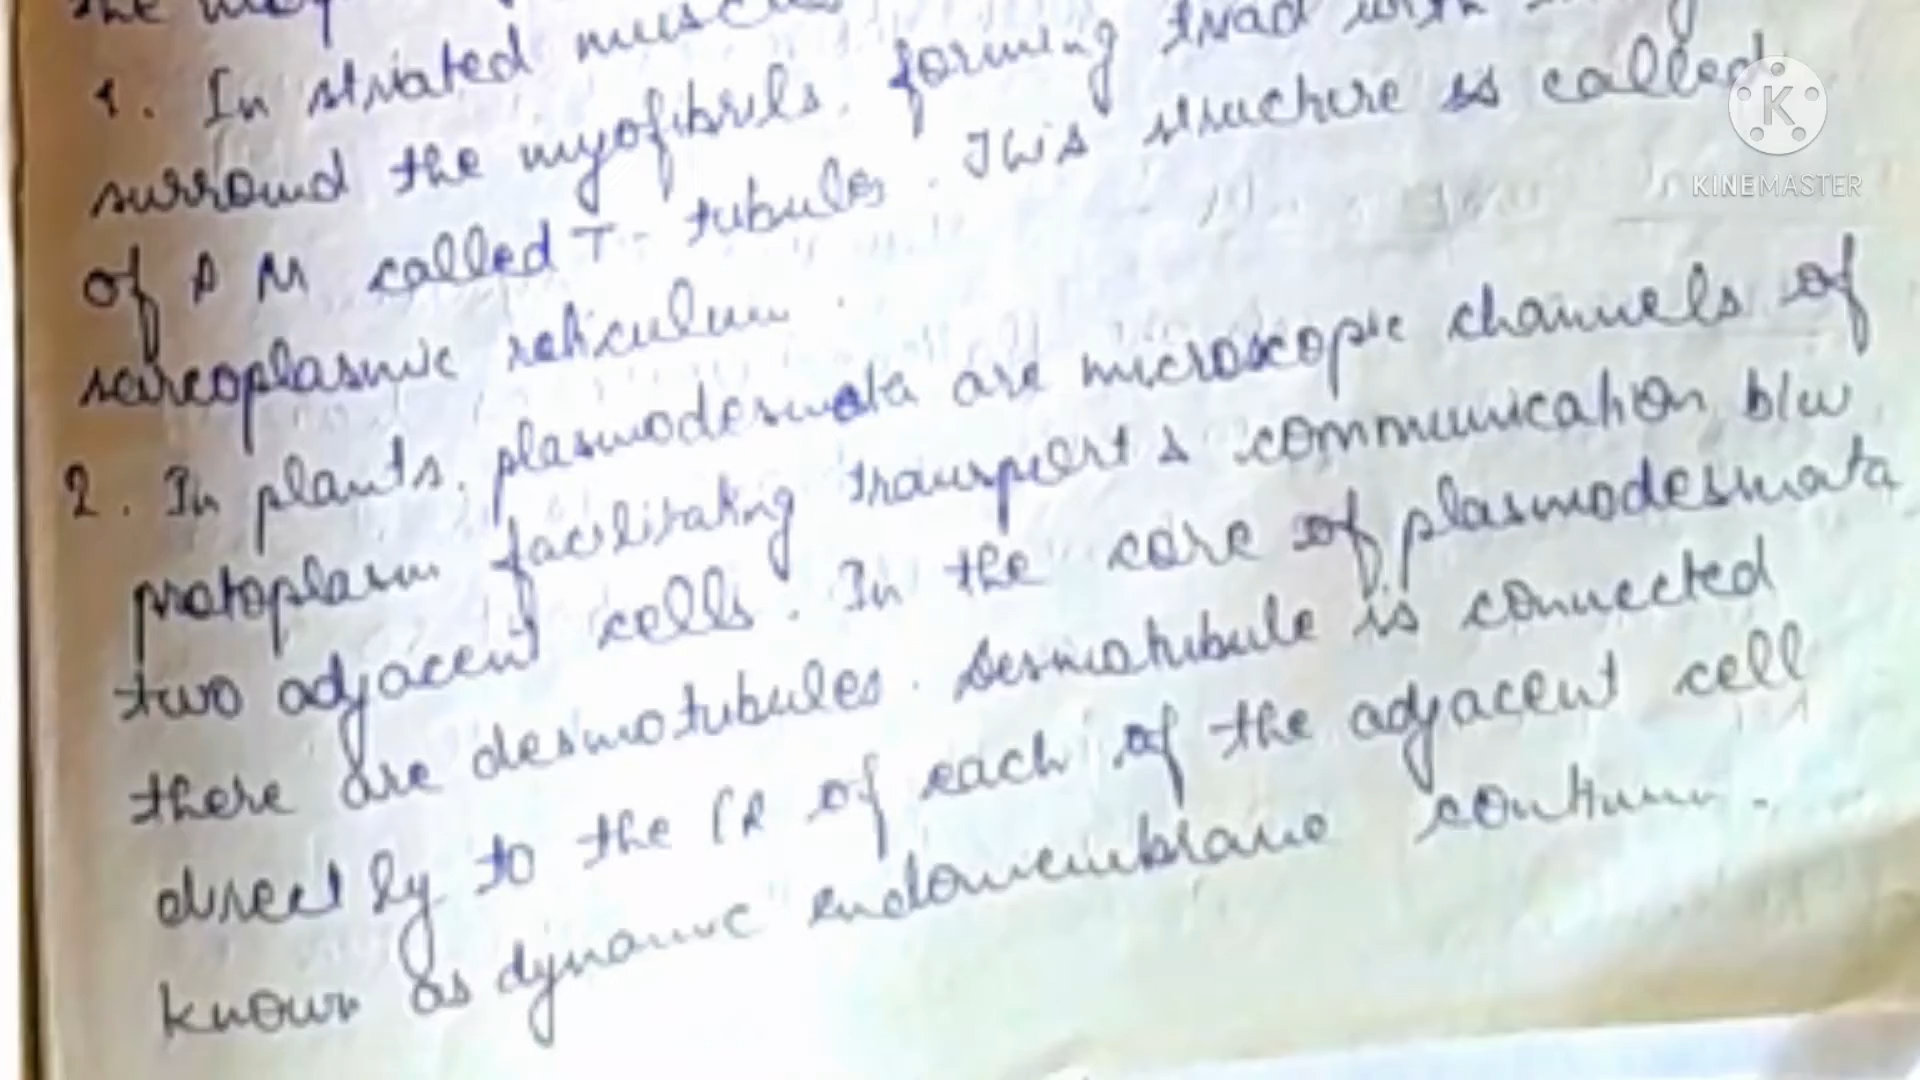 the
1. In striated
surround the myofibrils, forming triad with
of P M called T- tubules. This structure is called
sarcoplasmic reticulum.
2. In plants, plasmodesmata are microscopic channels of
protoplasm facilitating transport & communication b/w
two adjacent cells. In the core of plasmodesmata
there are desmotubules. Desmotubule is connected
directly to the ER of each of the adjacent cell
known as dynamic endomembrane
K
KINEMASTER